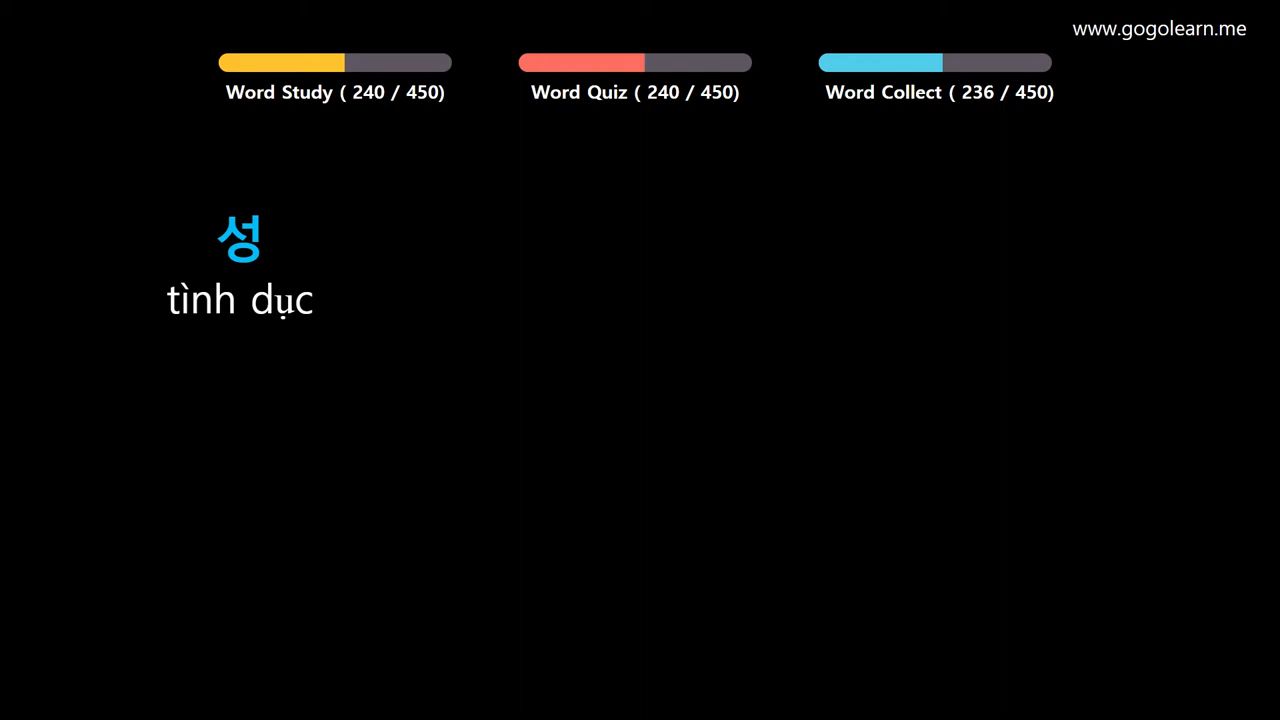 www.gogolearn.me
Word Study ( 240 / 450)
Word Quiz ( 240 / 450)
Word Collect ( 236 / 450)
성
tình dục